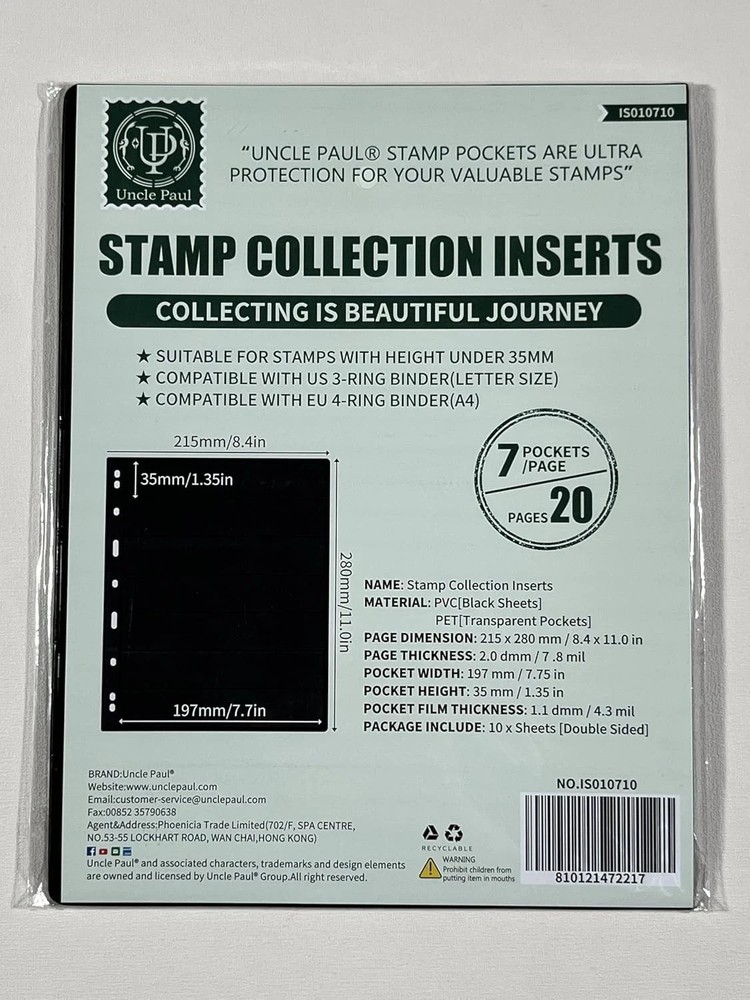 UP
Uncle Paul
IS010710
"UNCLE PAUL® STAMP POCKETS ARE ULTRA
PROTECTION FOR YOUR VALUABLE STAMPS"
STAMP COLLECTION INSERTS
COLLECTING IS BEAUTIFUL JOURNEY
★ SUITABLE FOR STAMPS WITH HEIGHT UNDER 35MM
★ COMPATIBLE WITH US 3-RING BINDER(LETTER SIZE)
★ COMPATIBLE WITH EU 4-RING BINDER(A4)
7 POCKETS
/PAGE
PAGES 20
215mm/8.4in
35mm/1.35in
280mm/11.0in
197mm/7.7in
NAME: Stamp Collection Inserts
MATERIAL: PVC[Black Sheets]
PET[Transparent Pockets]
PAGE DIMENSION: 215 x 280 mm / 8.4 x 11.0 in
PAGE THICKNESS: 2.0 dmm / 7.8 mil
POCKET WIDTH: 197 mm / 7.75 in
POCKET HEIGHT: 35 mm / 1.35 in
POCKET FILM THICKNESS: 1.1 dmm / 4.3 mil
PACKAGE INCLUDE: 10 x Sheets [Double Sided]
BRAND:Uncle Paul®
Website:www.unclepaul.com
Email:customer-service@unclepaul.com
Fax:00852 35790638
Agent&Address:Phoenicia Trade Limited(702/F, SPA CENTRE,
NO.53-55 LOCKHART ROAD, WAN CHAI,HONG KONG)
Uncle Paul® and associated characters, trademarks and design elements
are owned and licensed by Uncle Paul® Group.All right reserved.
RECYCLABLE
WARNING
Prohibit children from
putting item in mouths
NO.IS010710
810121472217